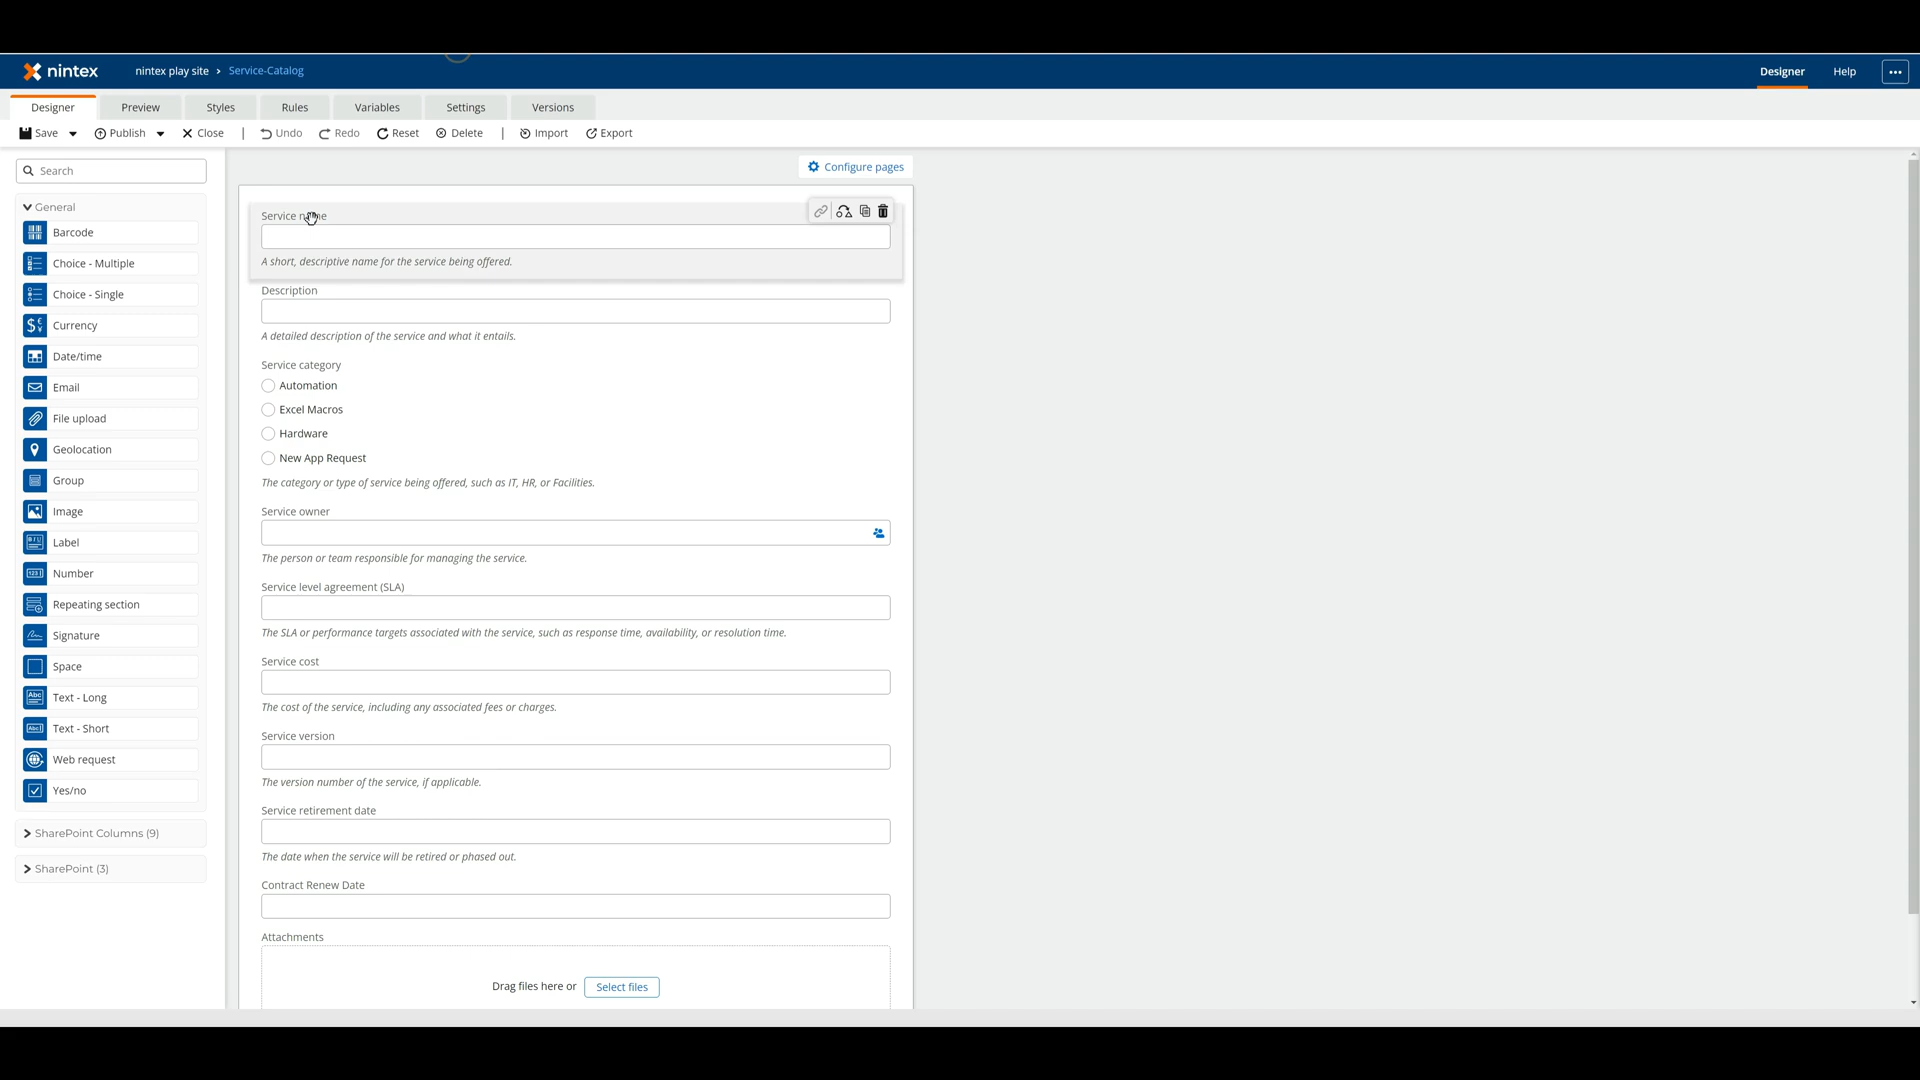 nintex
nintex play site › Service-Catalog
Designer
Help
Designer
Preview
Styles
Rules
Variables
Settings
Versions
Save
Publish
Close
Undo
Redo
Reset
Delete
Import
Export
Search
General
Barcode
Choice - Multiple
Choice - Single
Currency
Date/time
Email
File upload
Geolocation
Group
Image
Label
Number
Repeating section
Signature
Space
Text - Long
Text - Short
Web request
Yes/no
SharePoint Columns (9)
SharePoint (3)
Configure pages
Service name
A short, descriptive name for the service being offered.
Description
A detailed description of the service and what it entails.
Service category
Automation
Excel Macros
Hardware
New App Request
The category or type of service being offered, such as IT, HR, or Facilities.
Service owner
The person or team responsible for managing the service.
Service level agreement (SLA)
The SLA or performance targets associated with the service, such as response time, availability, or resolution time.
Service cost
The cost of the service, including any associated fees or charges.
Service version
The version number of the service, if applicable.
Service retirement date
The date when the service will be retired or phased out.
Contract Renew Date
Attachments
Drag files here or Select files